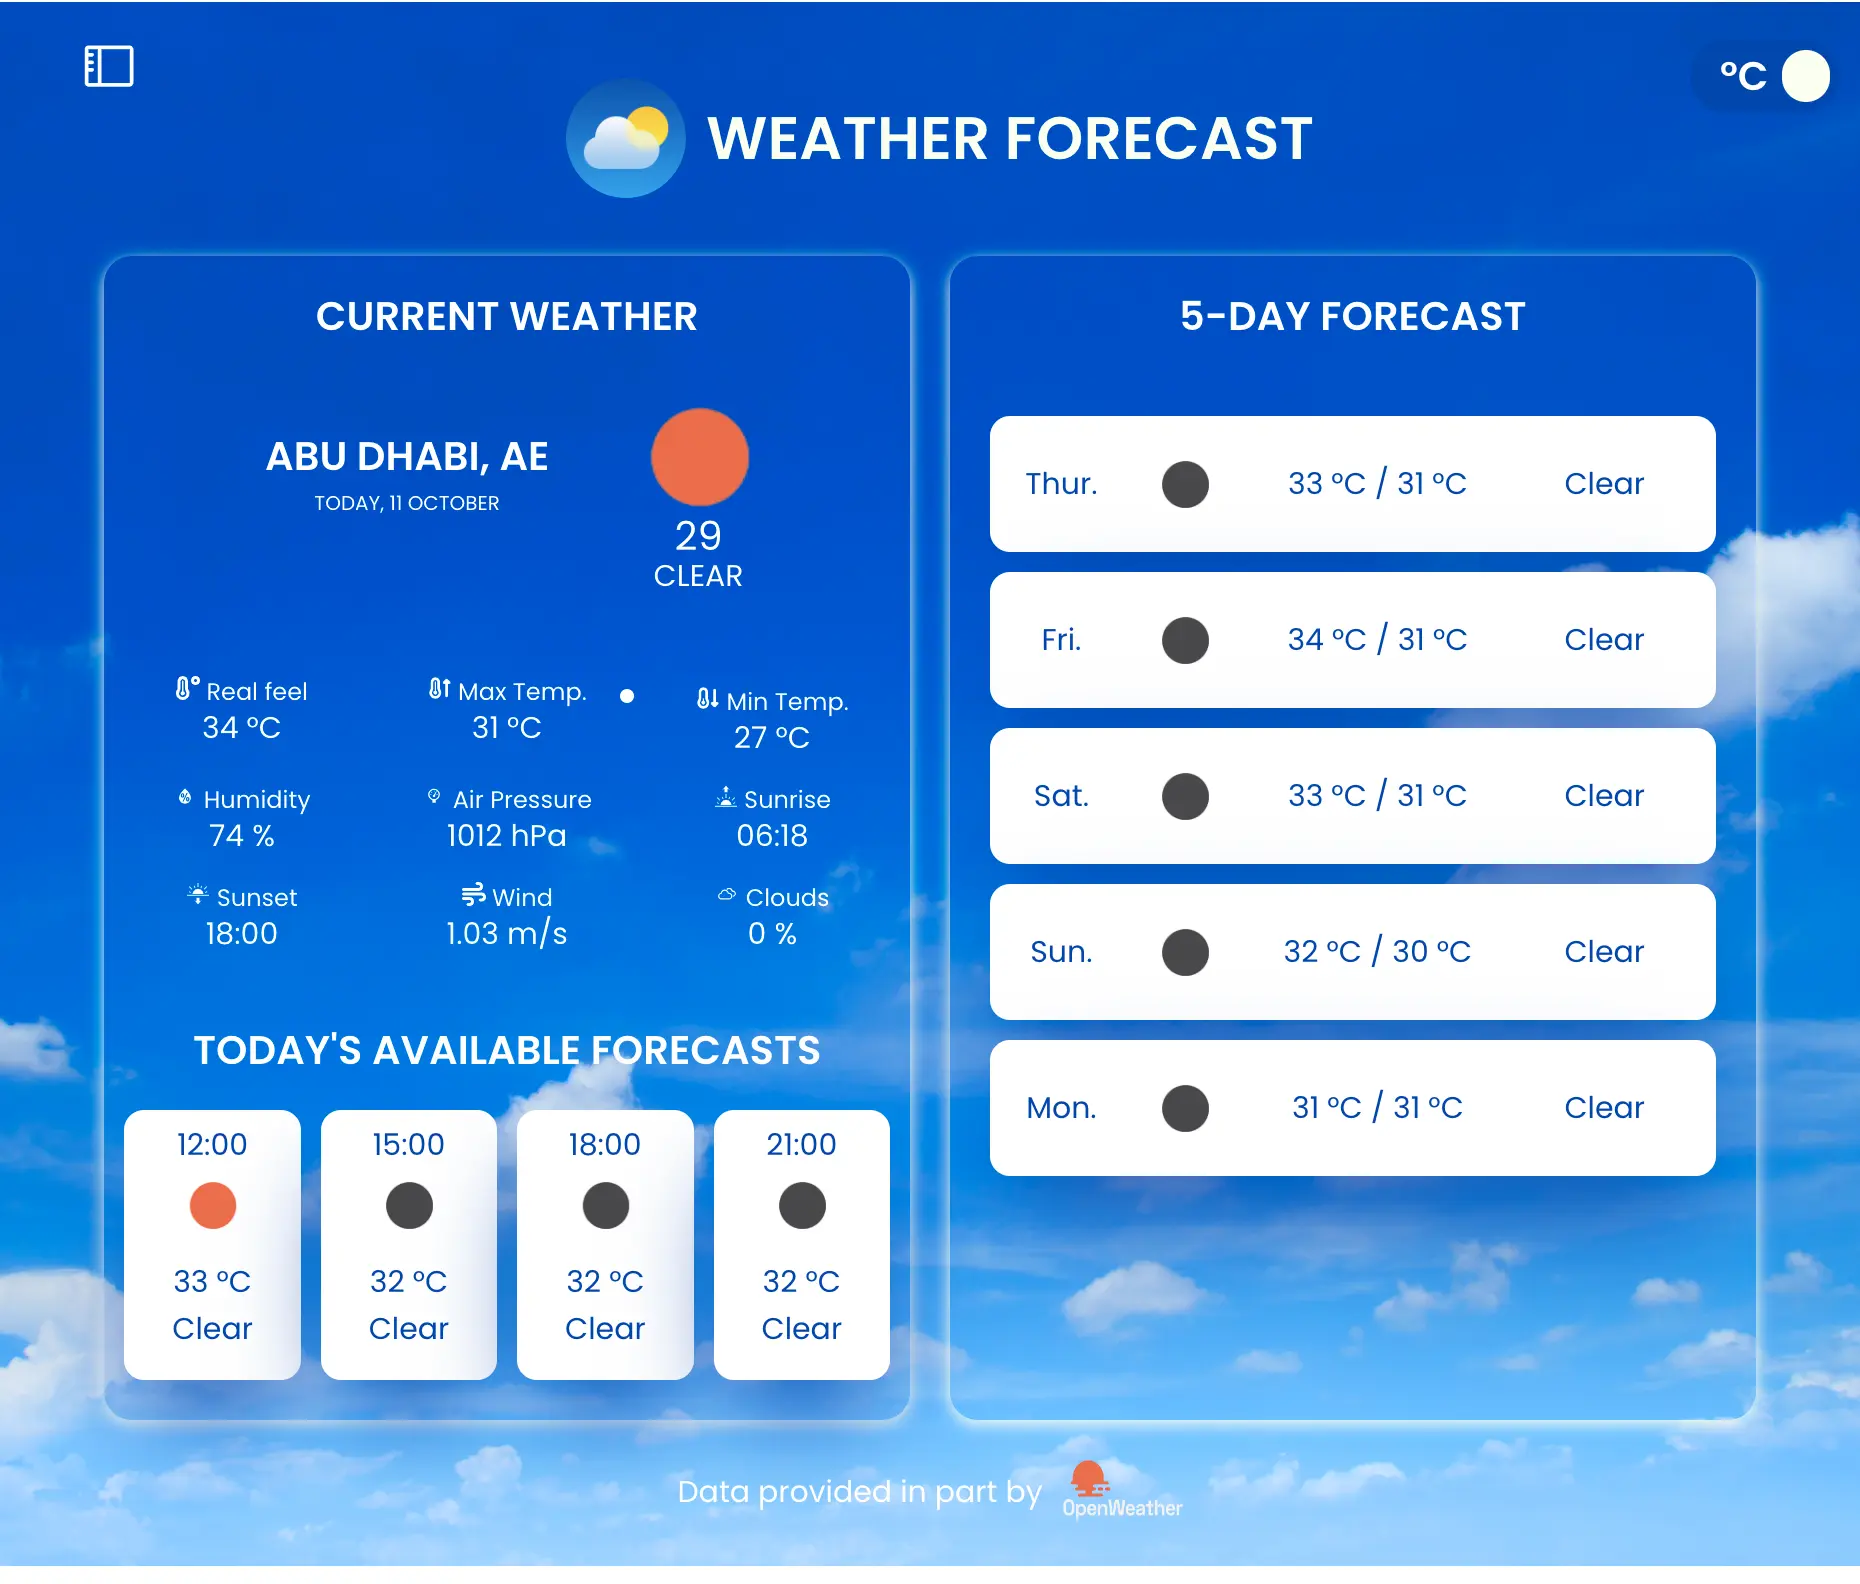 °C
WEATHER FORECAST
CURRENT WEATHER
ABU DHABI, AE
TODAY, 11 OCTOBER
29
CLEAR
Real feel
34 °C
Max Temp.
31 °C
Min Temp.
27 °C
Humidity
74 %
Air Pressure
1012 hPa
Sunrise
06:18
Sunset
18:00
Wind
1.03 m/s
Clouds
0 %
TODAY'S AVAILABLE FORECASTS
12:00
33 °C
Clear
15:00
32 °C
Clear
18:00
32 °C
Clear
21:00
32 °C
Clear
5-DAY FORECAST
Thur. 33 °C / 31 °C Clear
Fri. 34 °C / 31 °C Clear
Sat. 33 °C / 31 °C Clear
Sun. 32 °C / 30 °C Clear
Mon. 31 °C / 31 °C Clear
Data provided in part by
OpenWeather